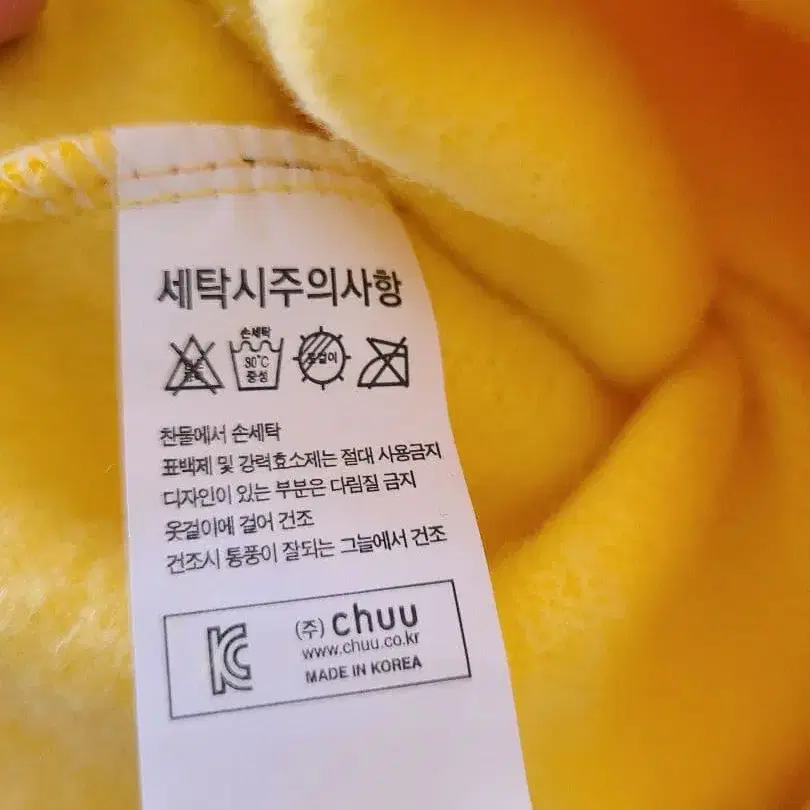 세탁시주의사항
손세탁
30℃
중성
옷걸이
찬물에서 손세탁
표백제 및 강력효소제는 절대 사용금지
디자인이 있는 부분은 다림질 금지
옷걸이에 걸어 건조
건조시 통풍이 잘되는 그늘에서 건조
(주) chuu
www.chuu.co.kr
MADE IN KOREA